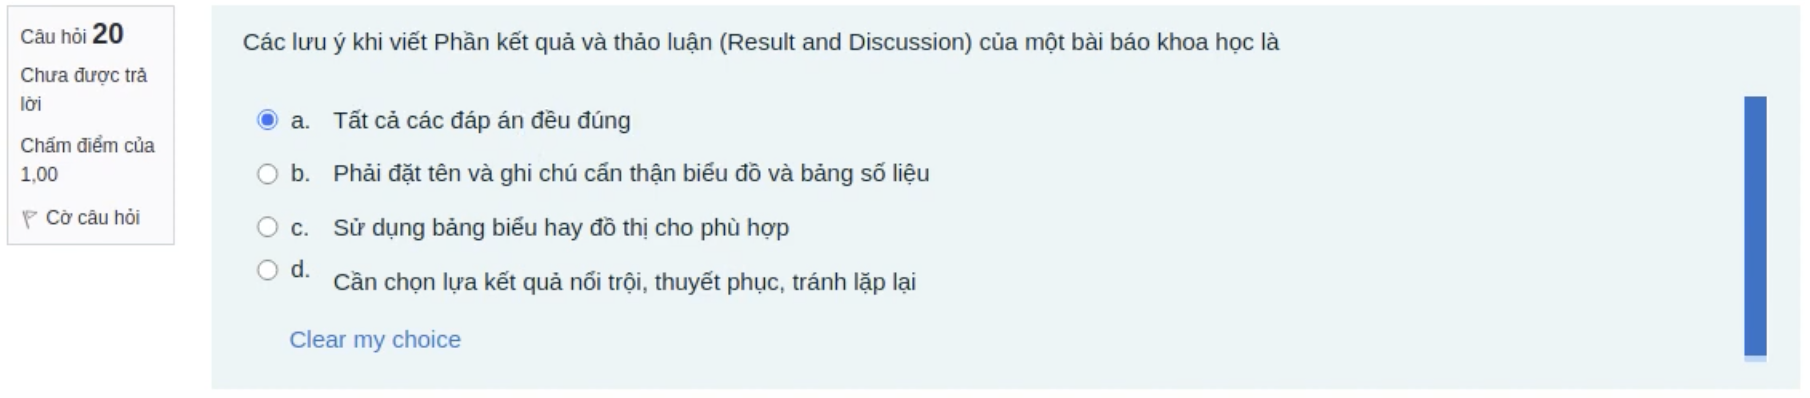 Câu hỏi 20
Chưa được trả
lời
Chấm điểm của
1,00
Cờ câu hỏi
Các lưu ý khi viết Phần kết quả và thảo luận (Result and Discussion) của một bài báo khoa học là
a. Tất cả các đáp án đều đúng
b. Phải đặt tên và ghi chú cẩn thận biểu đồ và bảng số liệu
c. Sử dụng bảng biểu hay đồ thị cho phù hợp
d. Cần chọn lựa kết quả nổi trội, thuyết phục, tránh lặp lại
Clear my choice